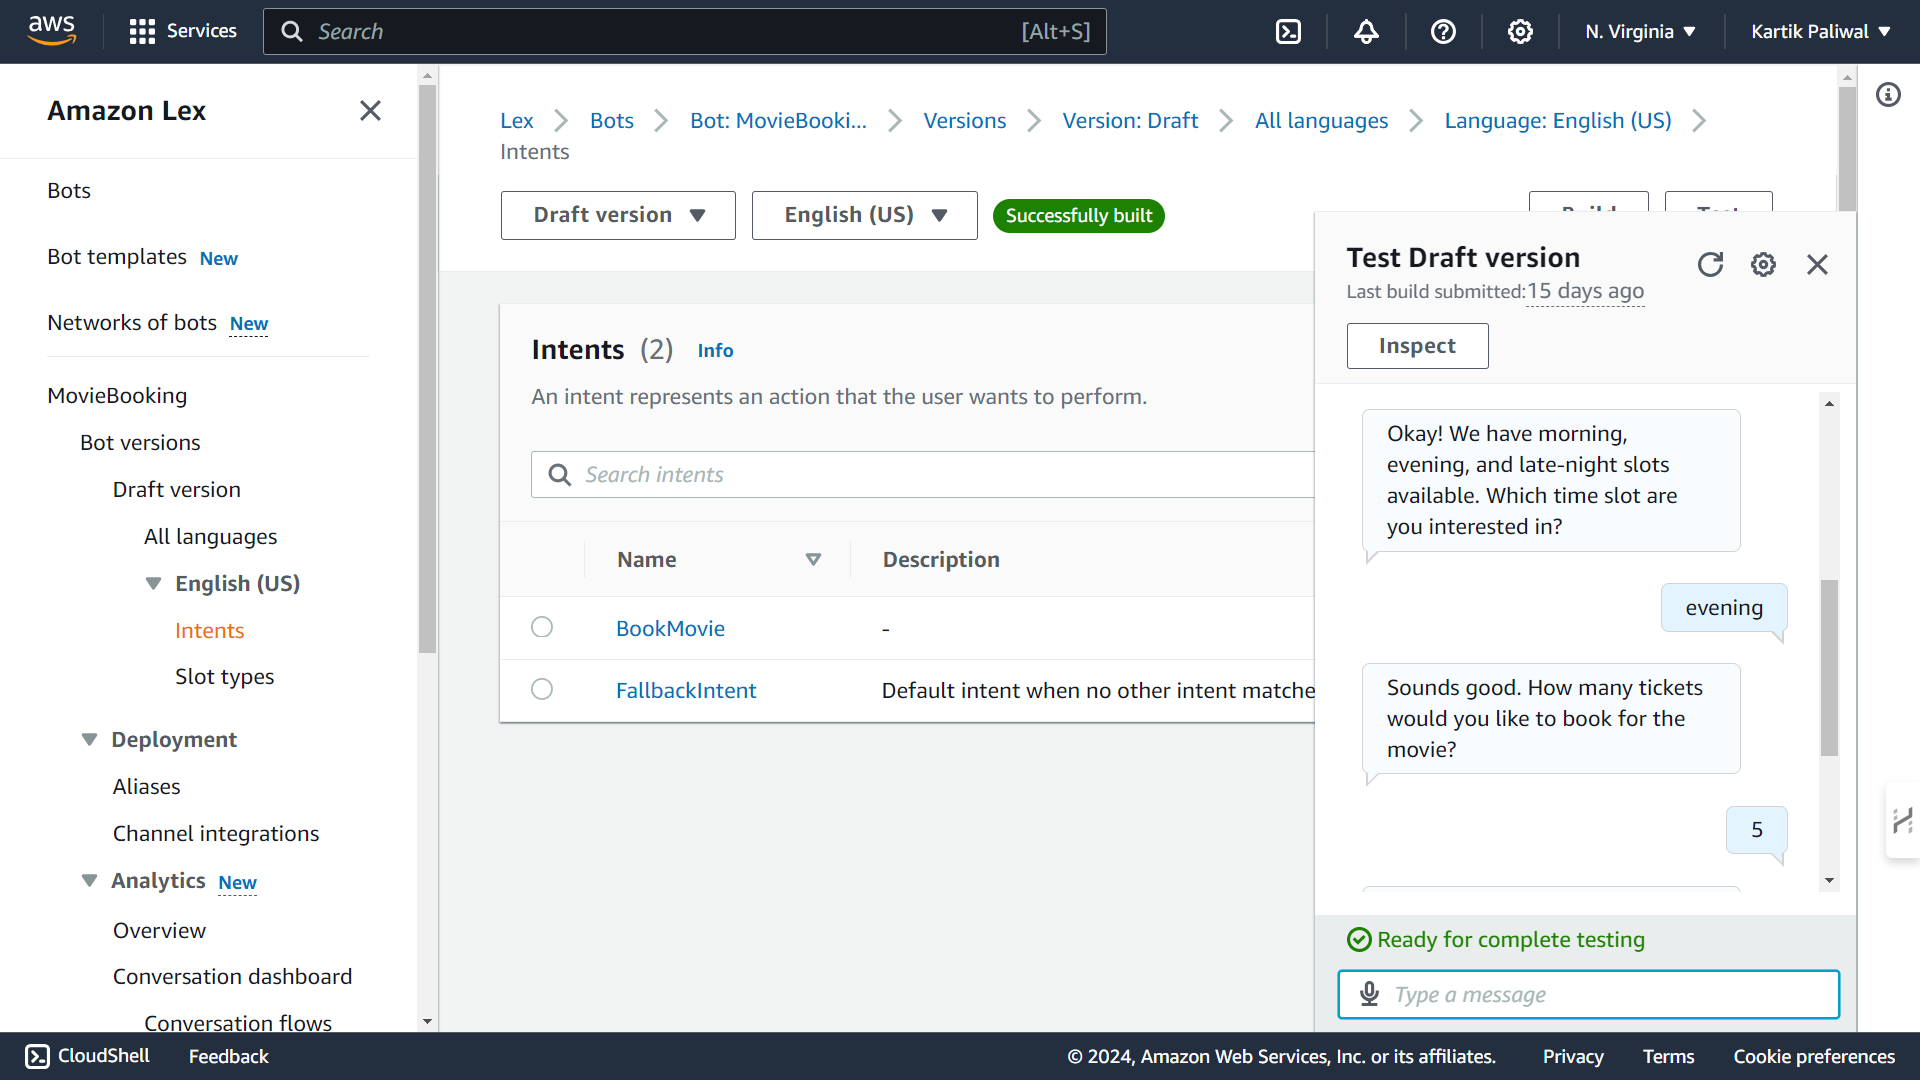 aws
Services
Search
[Alt+S]
N. Virginia
Kartik Paliwal
Amazon Lex
Bots
Bot templates New
Networks of bots New
MovieBooking
Bot versions
Draft version
All languages
English (US)
Intents
Slot types
Deployment
Aliases
Channel integrations
Analytics New
Overview
Conversation dashboard
Conversation flows
Lex
Bots
Bot: MovieBooki...
Versions
Version: Draft
All languages
Language: English (US)
Intents
Draft version
English (US)
Successfully built
Build
Test
Intents (2) Info
An intent represents an action that the user wants to perform.
Search intents
Name
Description
BookMovie
-
FallbackIntent
Default intent when no other intent matche
Test Draft version
Last build submitted: 15 days ago
Inspect
Okay! We have morning,
evening, and late-night slots
available. Which time slot are
you interested in?
evening
Sounds good. How many tickets
would you like to book for the
movie?
5
Ready for complete testing
Type a message
CloudShell
Feedback
© 2024, Amazon Web Services, Inc. or its affiliates.
Privacy
Terms
Cookie preferences